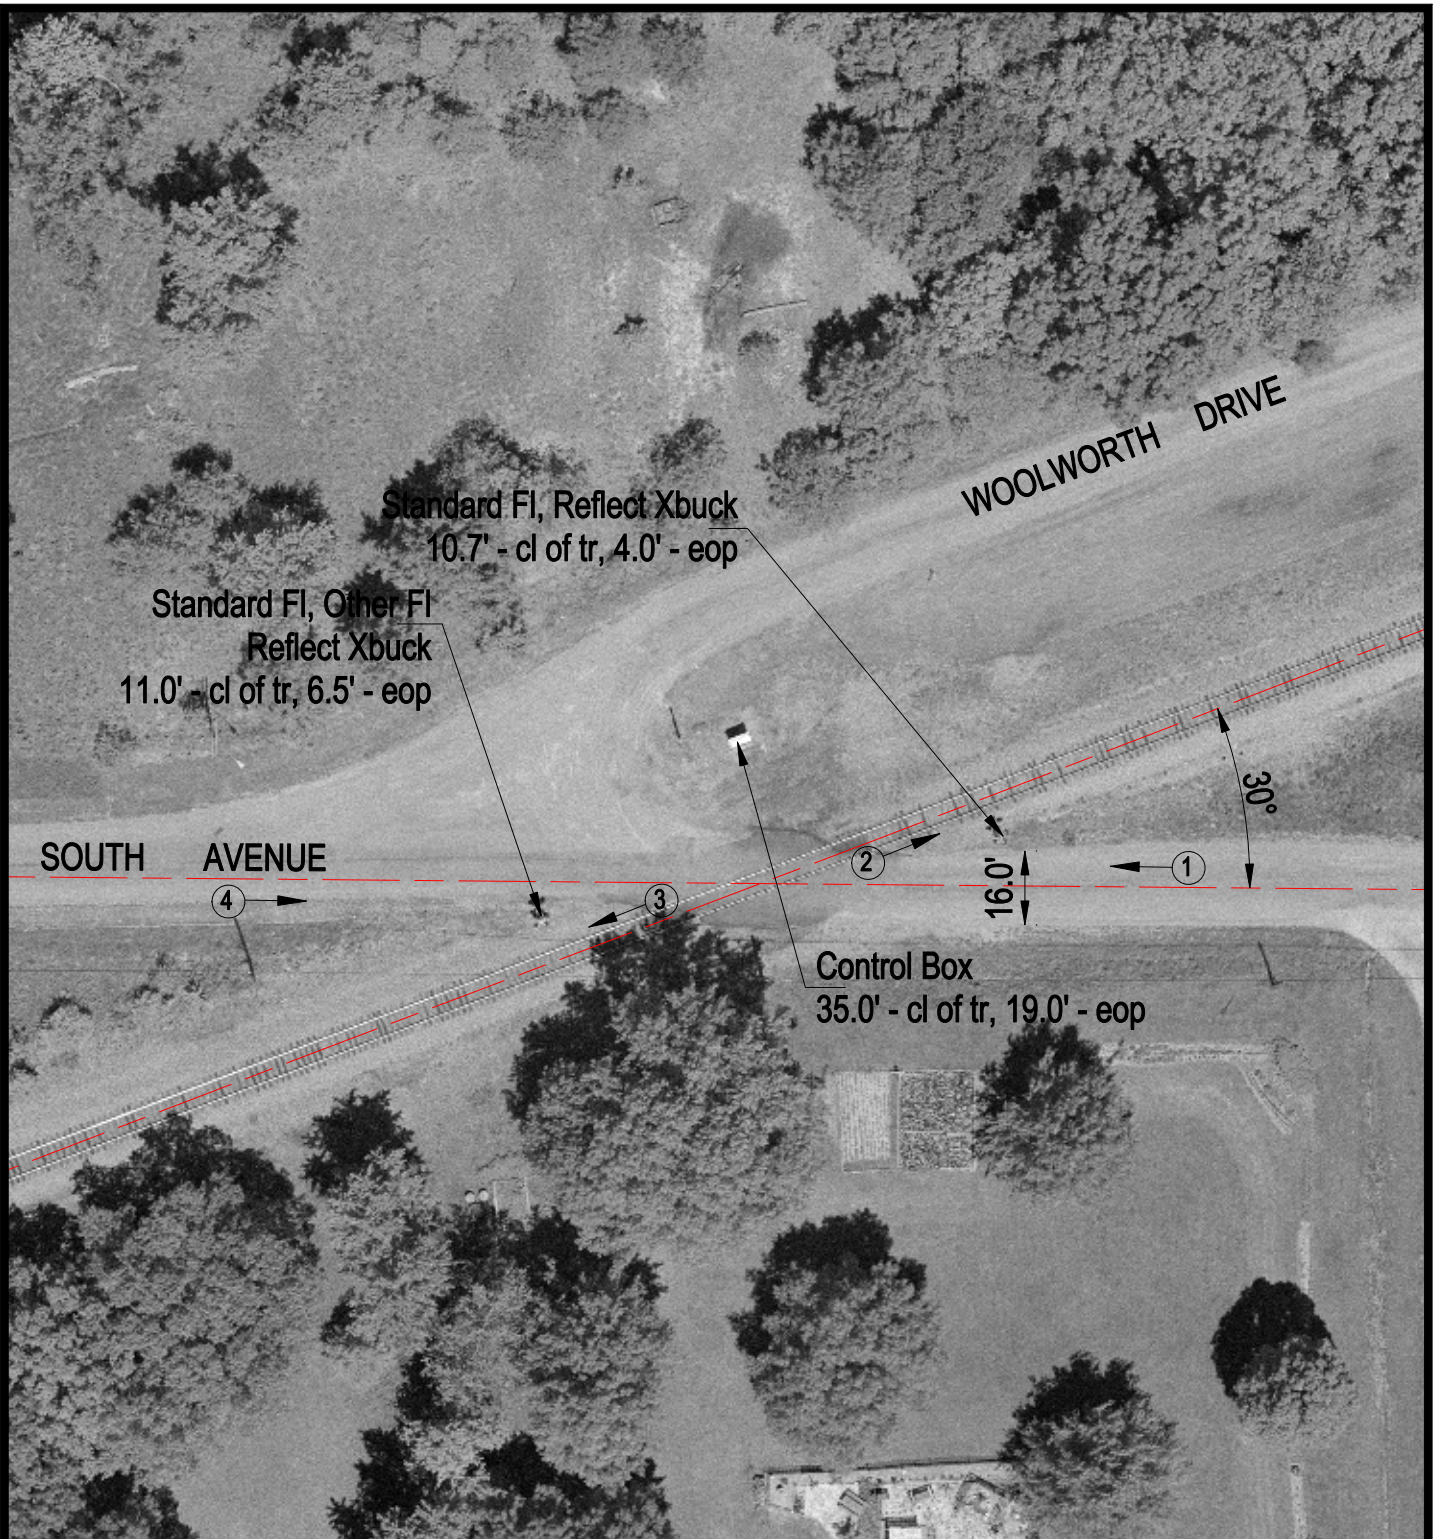 WOOLWORTH DRIVE
Standard Fl, Reflect Xbuck
10.7' - cl of tr, 4.0' - eop
Standard Fl, Other Fl
Reflect Xbuck
11.0' - cl of tr, 6.5' - eop
30°
SOUTH AVENUE
2
1
16.0'
4
3
Control Box
35.0' - cl of tr, 19.0' - eop